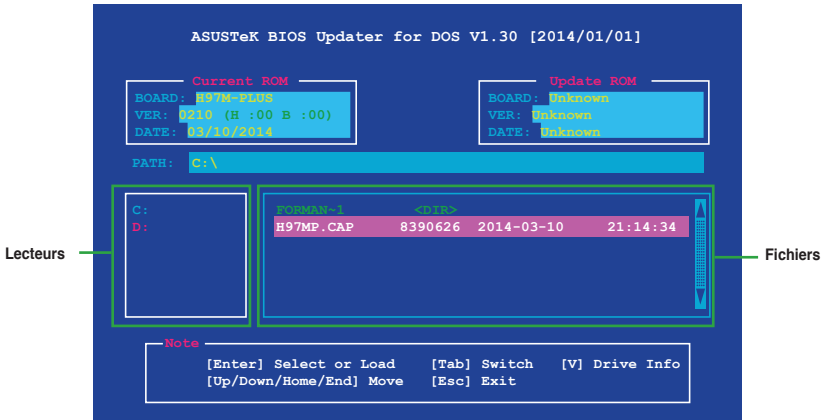 ASUSTeK BIOS Updater for DOS V1.30 [2014/01/01]
Current ROM
BOARD: H97M-PLUS
VER: 0210 (H :00 B :00)
DATE: 03/10/2014
Update ROM
BOARD: Unknown
VER: Unknown
DATE: Unknown
PATH: C:\
Lecteurs
C:
D:
FORMAN~1 <DIR>
H97MP.CAP 8390626 2014-03-10 21:14:34
Fichiers
Note
[Enter] Select or Load [Tab] Switch [V] Drive Info
[Up/Down/Home/End] Move [Esc] Exit